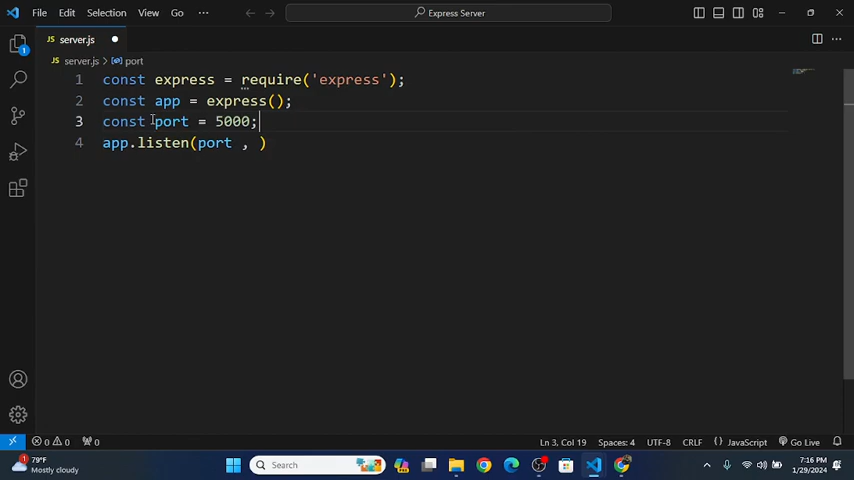 File Edit Selection View Go ··· Express Server
server.js
server.js > port
1 const express = require('express');
2 const app = express();
3 const port = 5000;
4 app.listen(port , )
1
0 0 0 Ln 3, Col 19 Spaces: 4 UTF-8 CRLF {} JavaScript Go Live
79°F
Mostly cloudy
Search
7:16 PM
1/29/2024